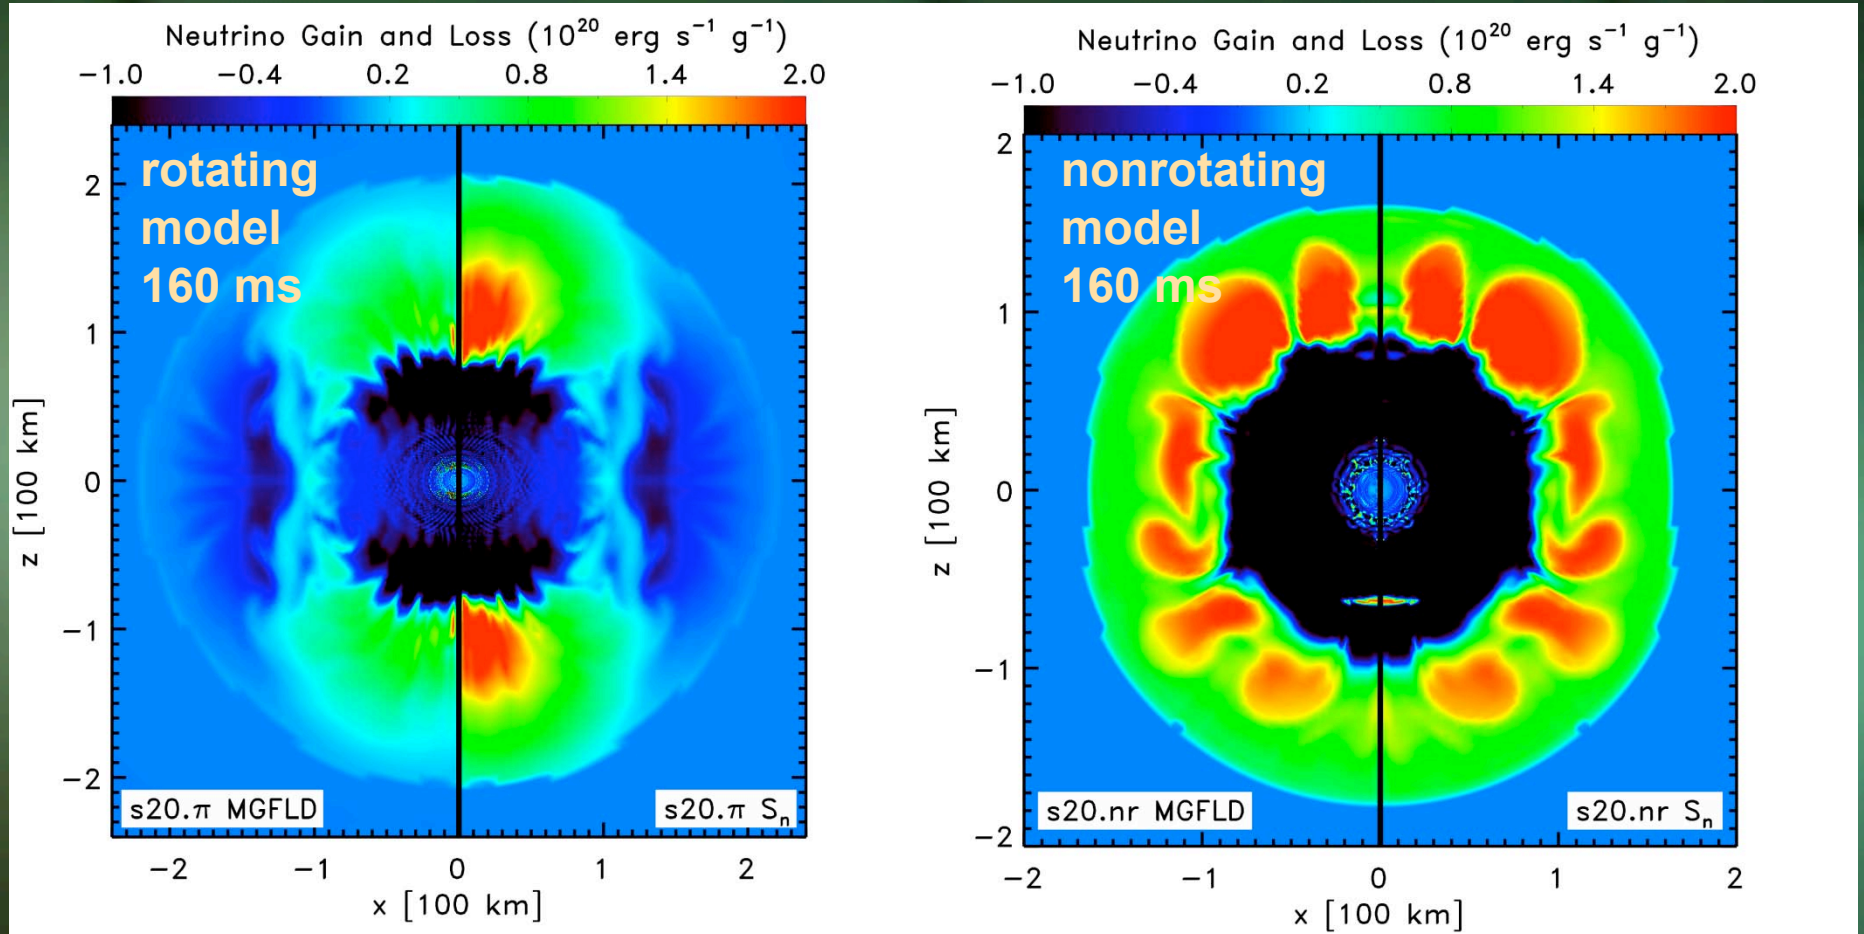 Neutrino Gain and Loss (10²⁰ erg s⁻¹ g⁻¹)
−1.0 −0.4 0.2 0.8 1.4 2.0
rotating
model
160 ms
2
1
0
−1
−2
z [100 km]
s20.π MGFLD
s20.π Sₙ
−2 −1 0 1 2
x [100 km]
Neutrino Gain and Loss (10²⁰ erg s⁻¹ g⁻¹)
−1.0 −0.4 0.2 0.8 1.4 2.0
nonrotating
model
160 ms
2
1
0
−1
−2
z [100 km]
s20.nr MGFLD
s20.nr Sₙ
−2 −1 0 1 2
x [100 km]